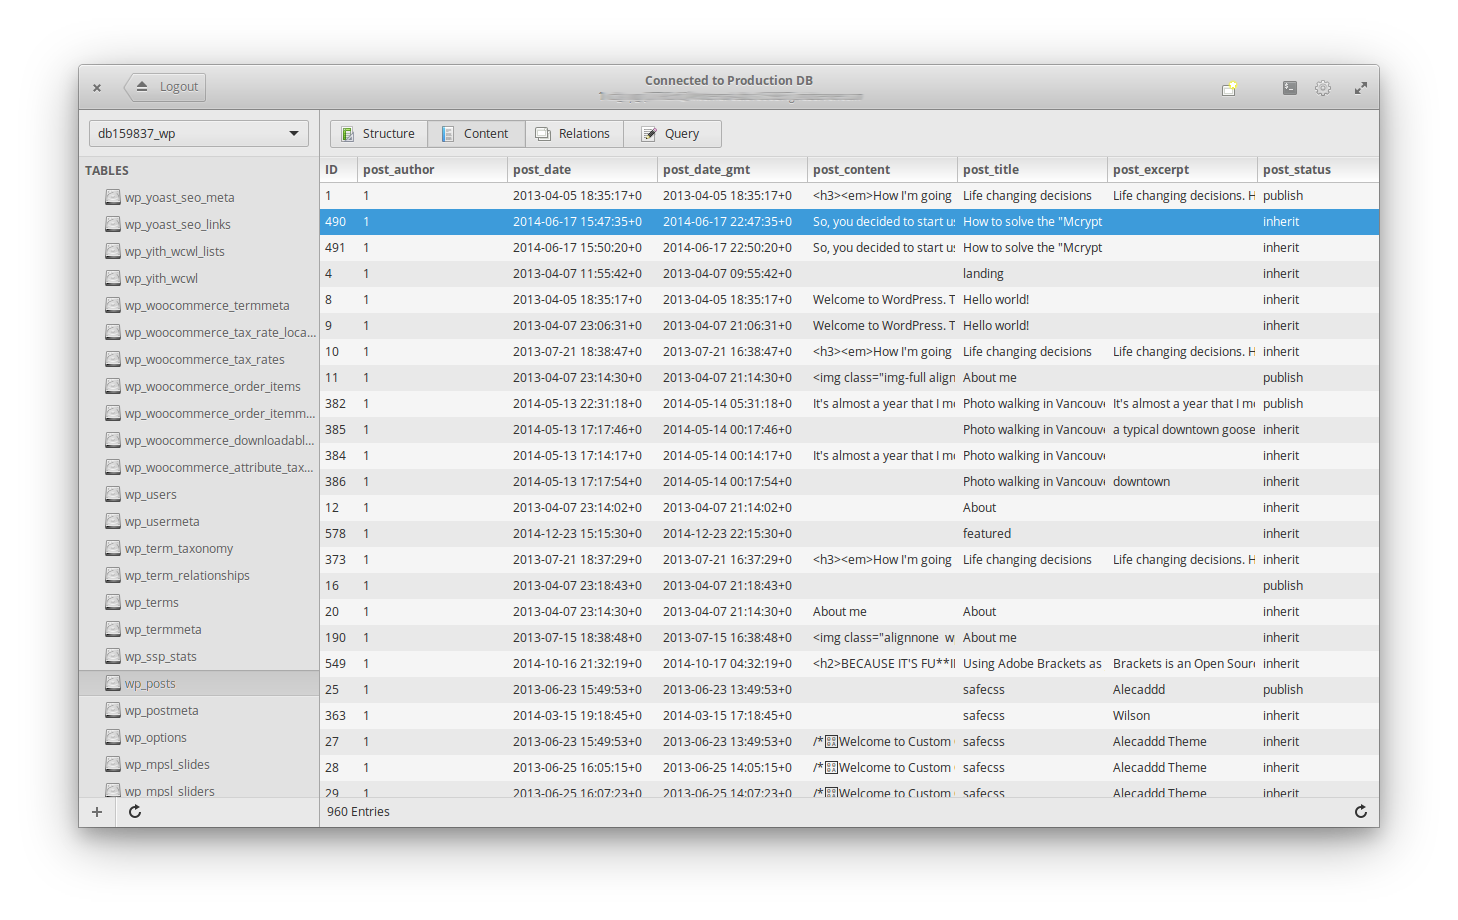 Logout
Connected to Production DB
db159837_wp
Structure Content Relations Query
TABLES
wp_yoast_seo_meta
wp_yoast_seo_links
wp_yith_wcwl_lists
wp_yith_wcwl
wp_woocommerce_termmeta
wp_woocommerce_tax_rate_loca...
wp_woocommerce_tax_rates
wp_woocommerce_order_items
wp_woocommerce_order_itemm...
wp_woocommerce_downloadabl...
wp_woocommerce_attribute_tax...
wp_users
wp_usermeta
wp_term_taxonomy
wp_term_relationships
wp_terms
wp_termmeta
wp_ssp_stats
wp_posts
wp_postmeta
wp_options
wp_mpsl_slides
wp_mpsl_sliders
ID post_author post_date post_date_gmt post_content post_title post_excerpt post_status
1 1 2013-04-05 18:35:17+0 2013-04-05 18:35:17+0 <h3><em>How I'm going Life changing decisions Life changing decisions. H publish
490 1 2014-06-17 15:47:35+0 2014-06-17 22:47:35+0 So, you decided to start us How to solve the "Mcrypt inherit
491 1 2014-06-17 15:50:20+0 2014-06-17 22:50:20+0 So, you decided to start us How to solve the "Mcrypt inherit
4 1 2013-04-07 11:55:42+0 2013-04-07 09:55:42+0 landing inherit
8 1 2013-04-05 18:35:17+0 2013-04-05 18:35:17+0 Welcome to WordPress. T Hello world! inherit
9 1 2013-04-07 23:06:31+0 2013-04-07 21:06:31+0 Welcome to WordPress. T Hello world! inherit
10 1 2013-07-21 18:38:47+0 2013-07-21 16:38:47+0 <h3><em>How I'm going Life changing decisions Life changing decisions. H inherit
11 1 2013-04-07 23:14:30+0 2013-04-07 21:14:30+0 <img class="img-full align About me publish
382 1 2014-05-13 22:31:18+0 2014-05-14 05:31:18+0 It's almost a year that I mo Photo walking in Vancouve It's almost a year that I mo publish
385 1 2014-05-13 17:17:46+0 2014-05-14 00:17:46+0 Photo walking in Vancouve a typical downtown goose inherit
384 1 2014-05-13 17:14:17+0 2014-05-14 00:14:17+0 It's almost a year that I mo Photo walking in Vancouve inherit
386 1 2014-05-13 17:17:54+0 2014-05-14 00:17:54+0 Photo walking in Vancouve downtown inherit
12 1 2013-04-07 23:14:02+0 2013-04-07 21:14:02+0 About inherit
578 1 2014-12-23 15:15:30+0 2014-12-23 22:15:30+0 featured inherit
373 1 2013-07-21 18:37:29+0 2013-07-21 16:37:29+0 <h3><em>How I'm going Life changing decisions Life changing decisions. H inherit
16 1 2013-04-07 23:18:43+0 2013-04-07 21:18:43+0 publish
20 1 2013-04-07 23:14:30+0 2013-04-07 21:14:30+0 About me About inherit
190 1 2013-07-15 18:38:48+0 2013-07-15 16:38:48+0 <img class="alignnone w About me inherit
549 1 2014-10-16 21:32:19+0 2014-10-17 04:32:19+0 <h2>BECAUSE IT'S FU**I Using Adobe Brackets as Brackets is an Open Sourc inherit
25 1 2013-06-23 15:49:53+0 2013-06-23 13:49:53+0 safecss Alecaddd publish
363 1 2014-03-15 19:18:45+0 2014-03-15 17:18:45+0 safecss Wilson inherit
27 1 2013-06-23 15:49:53+0 2013-06-23 13:49:53+0 /*Welcome to Custom safecss Alecaddd Theme inherit
28 1 2013-06-25 16:05:15+0 2013-06-25 14:05:15+0 /*Welcome to Custom safecss Alecaddd Theme inherit
29 1 2013-06-25 16:07:23+0 2013-06-25 14:07:23+0 /*Welcome to Custom safecss Alecaddd Theme inherit
960 Entries